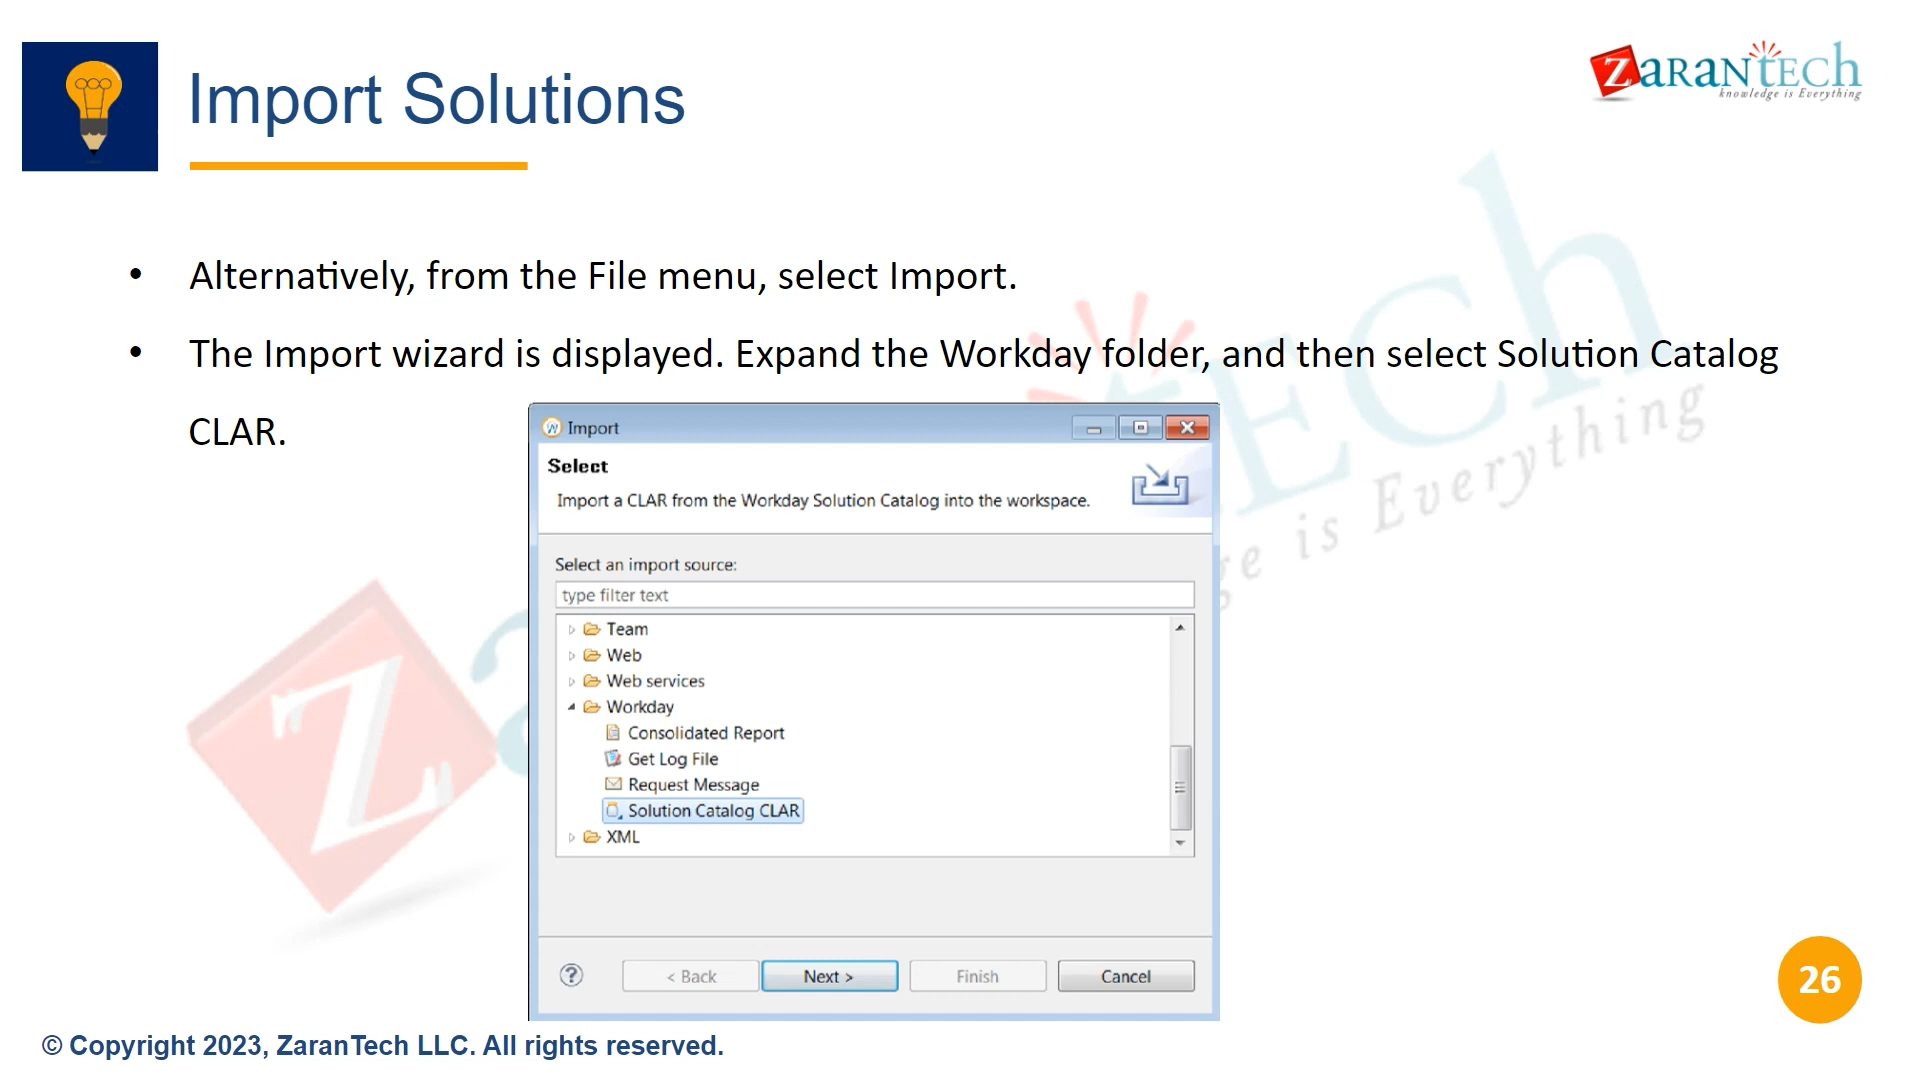 Import Solutions
ZARANTECH
knowledge is Everything
• Alternatively, from the File menu, select Import.
• The Import wizard is displayed. Expand the Workday folder, and then select Solution Catalog
CLAR.
Import
Select
Import a CLAR from the Workday Solution Catalog into the workspace.
Select an import source:
type filter text
Team
Web
Web services
Workday
Consolidated Report
Get Log File
Request Message
Solution Catalog CLAR
XML
< Back
Next >
Finish
Cancel
26
© Copyright 2023, ZaranTech LLC. All rights reserved.